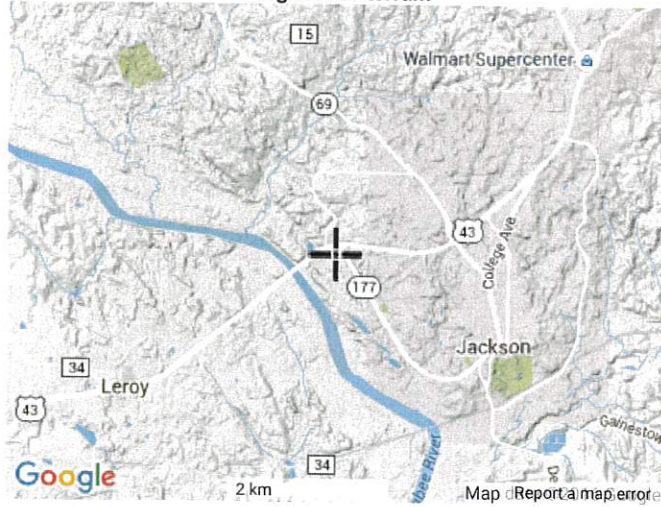 15
Walmart Supercenter
69
43
College Ave
177
Jackson
34
Leroy
43
34
Google
2 km
Map
Report a map error